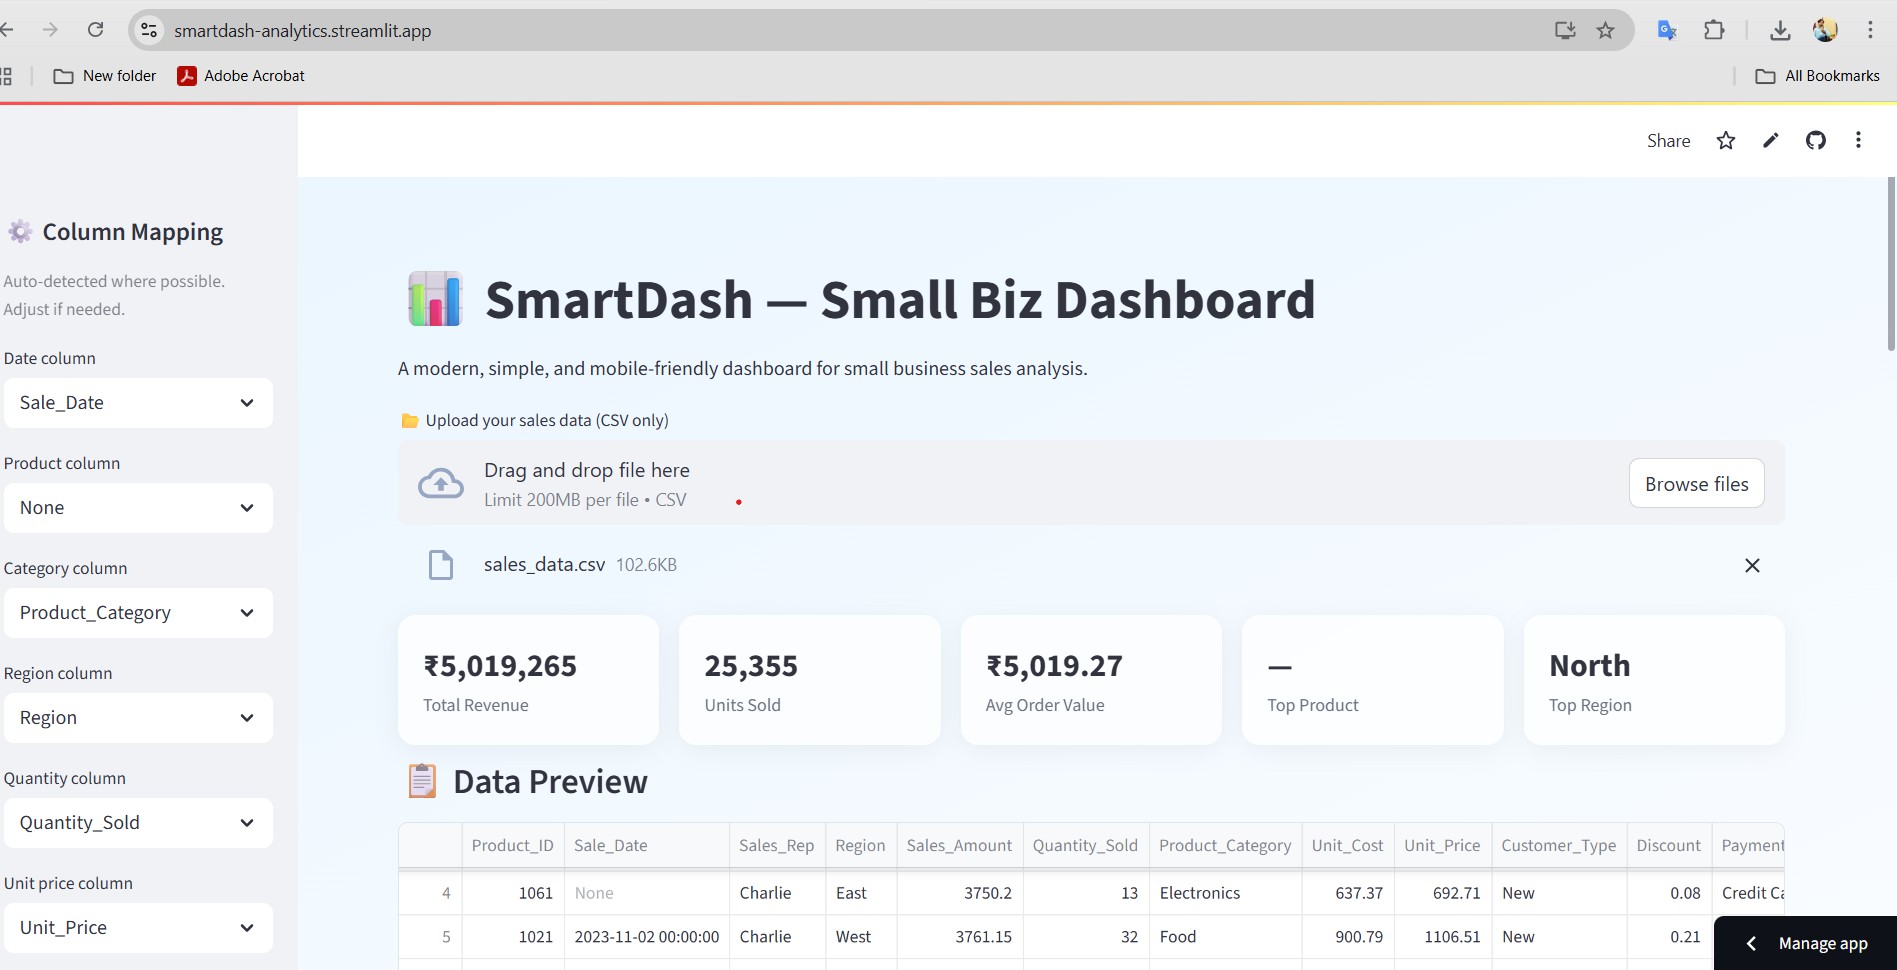 smartdash-analytics.streamlit.app
New folder
Adobe Acrobat
All Bookmarks
Share
Column Mapping
Auto-detected where possible.
Adjust if needed.
Date column
Sale_Date
Product column
None
Category column
Product_Category
Region column
Region
Quantity column
Quantity_Sold
Unit price column
Unit_Price
SmartDash — Small Biz Dashboard
A modern, simple, and mobile-friendly dashboard for small business sales analysis.
Upload your sales data (CSV only)
Drag and drop file here
Limit 200MB per file • CSV
Browse files
sales_data.csv 102.6KB
₹5,019,265
Total Revenue
25,355
Units Sold
₹5,019.27
Avg Order Value
—
Top Product
North
Top Region
Data Preview
Product_ID Sale_Date Sales_Rep Region Sales_Amount Quantity_Sold Product_Category Unit_Cost Unit_Price Customer_Type Discount Payment
4 1061 None Charlie East 3750.2 13 Electronics 637.37 692.71 New 0.08 Credit Ca
5 1021 2023-11-02 00:00:00 Charlie West 3761.15 32 Food 900.79 1106.51 New 0.21
Manage app